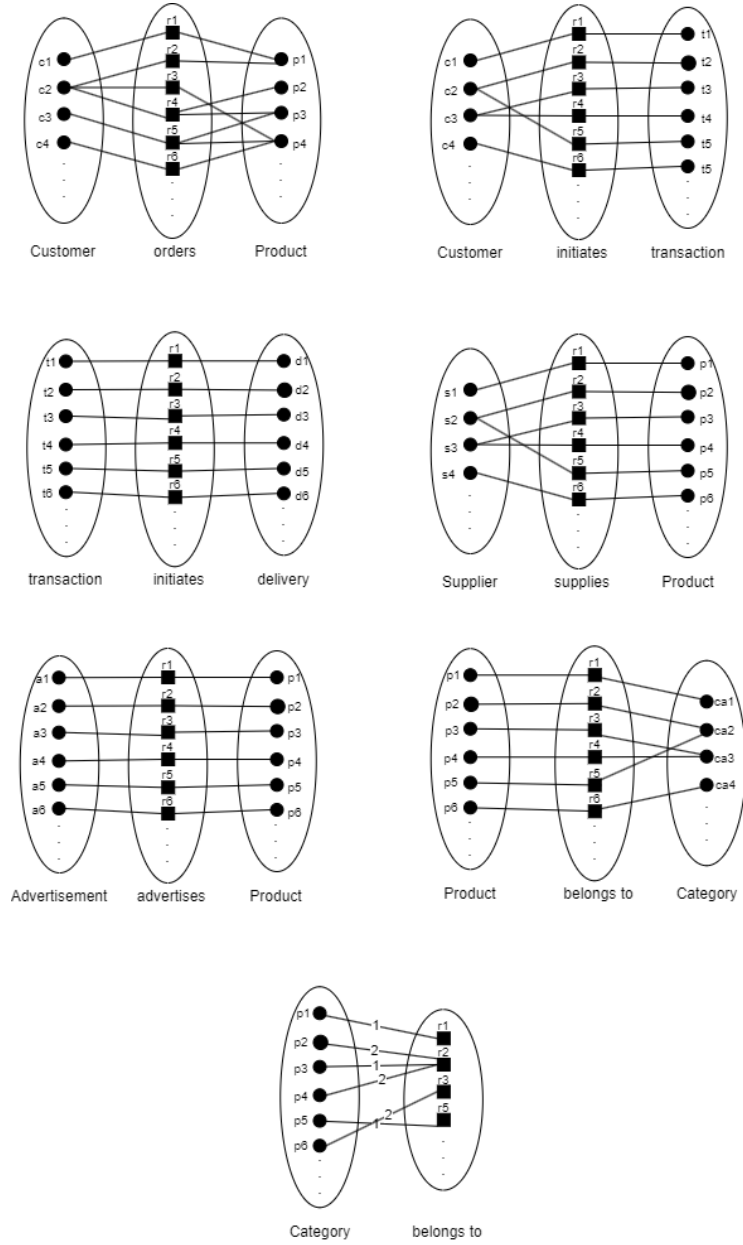 r1
c1 r2 p1
c2 r3 p2
c3 r4 p3
c4 r5 p4
r6
Customer orders Product
r1
c1 r2 t1
c2 r3 t2
c3 r4 t3
c4 r5 t4
r6 t5
t5
Customer initiates transaction
r1
t1 d1
r2
t2 d2
r3
t3 d3
r4
t4 d4
r5
t5 d5
r6
t6 d6
transaction initiates delivery
r1
p1
s1 r2 p2
s2 r3 p3
s3 r4 p4
s4 r5 p5
r6 p6
Supplier supplies Product
r1
a1 p1
r2
a2 p2
r3
a3 p3
r4
a4 p4
r5
a5 p5
r6
a6 p6
Advertisement advertises Product
r1
p1
r2 ca1
p2
r3 ca2
p3
r4 ca3
p4
r5 ca4
p5
r6
p6
Product belongs to Category
p1 1 r1
p2 2 r2
p3 1
p4 2 r3
p5 2 r5
1
p6
Category belongs to